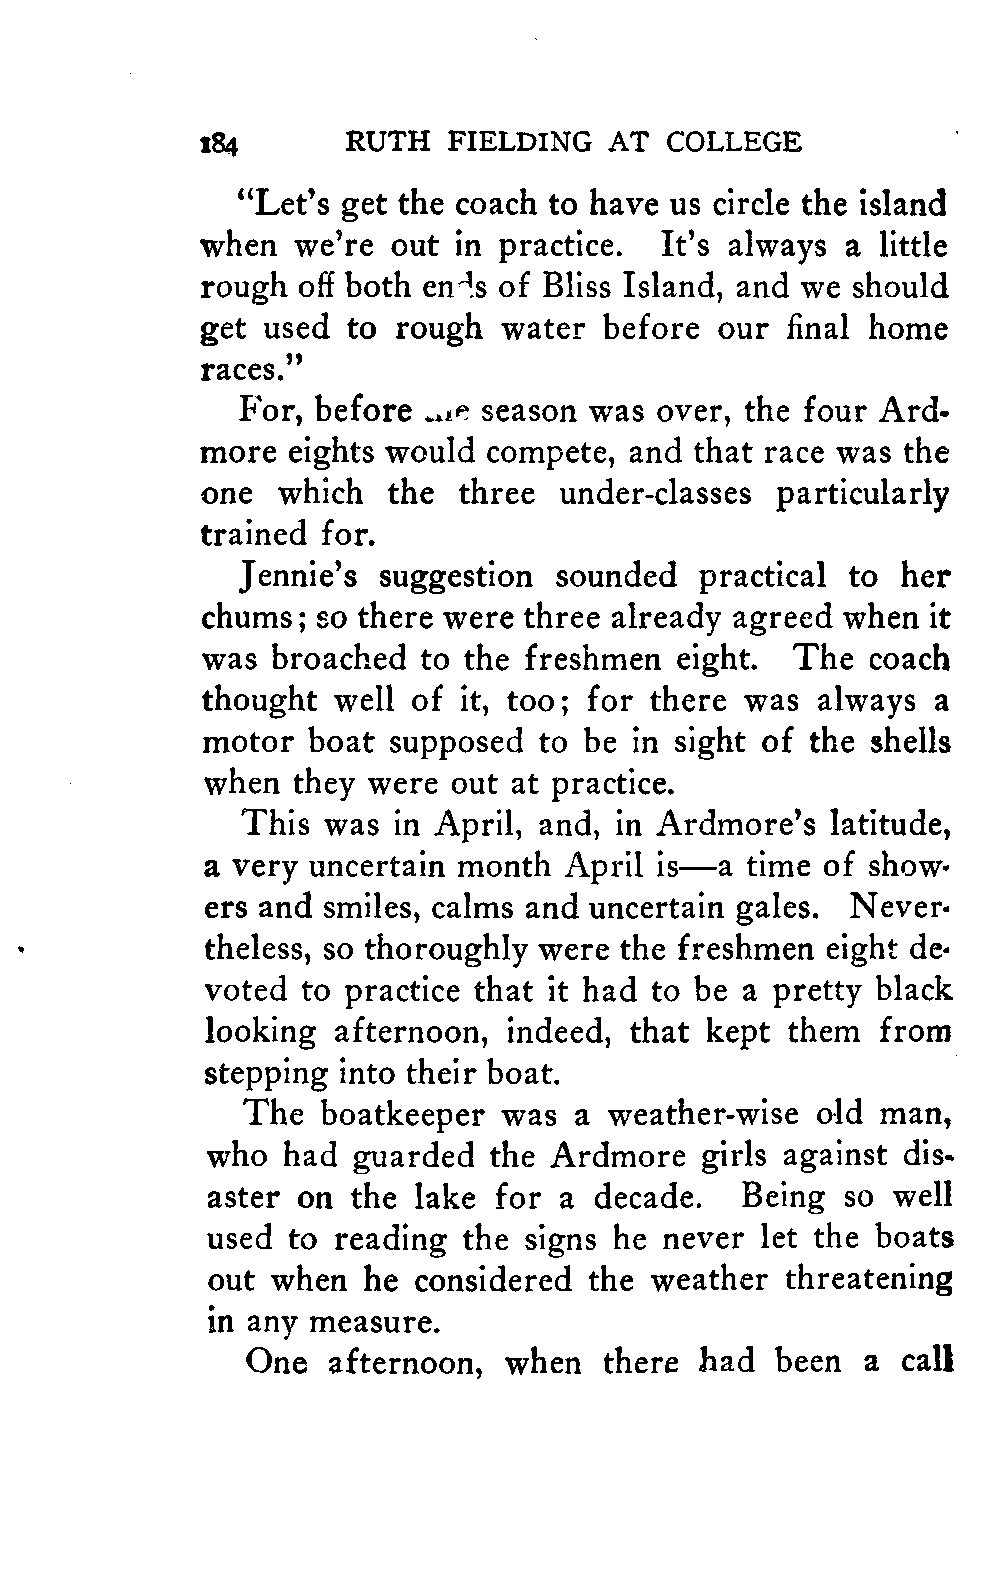 184 RUTH FIELDING AT COLLEGE
“Let’s get the coach to have us circle the island
when we’re out in practice. It’s always a little
rough off both ends of Bliss Island, and we should
get used to rough water before our final home
races.”
For, before the season was over, the four Ard-
more eights would compete, and that race was the
one which the three under-classes particularly
trained for.
Jennie’s suggestion sounded practical to her
chums; so there were three already agreed when it
was broached to the freshmen eight. The coach
thought well of it, too; for there was always a
motor boat supposed to be in sight of the shells
when they were out at practice.
This was in April, and, in Ardmore’s latitude,
a very uncertain month April is—a time of show-
ers and smiles, calms and uncertain gales. Never-
theless, so thoroughly were the freshmen eight de-
voted to practice that it had to be a pretty black
looking afternoon, indeed, that kept them from
stepping into their boat.
The boatkeeper was a weather-wise old man,
who had guarded the Ardmore girls against dis-
aster on the lake for a decade. Being so well
used to reading the signs he never let the boats
out when he considered the weather threatening
in any measure.
One afternoon, when there had been a call